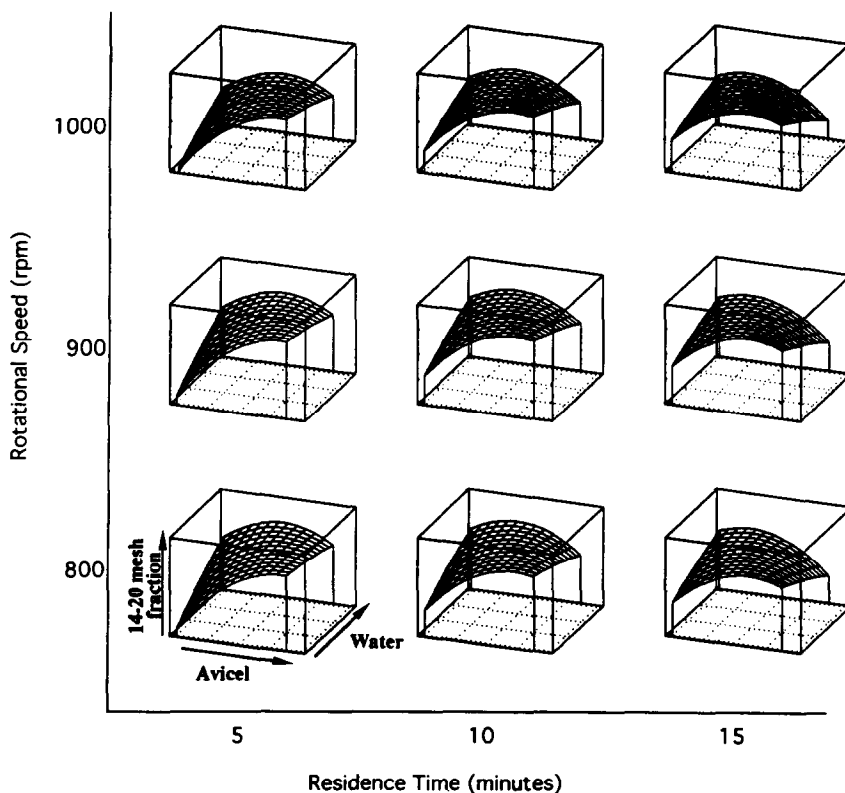 1000
900
800
Rotational Speed (rpm)
14-20 mesh
fraction
Avicel
Water
5 10 15
Residence Time (minutes)